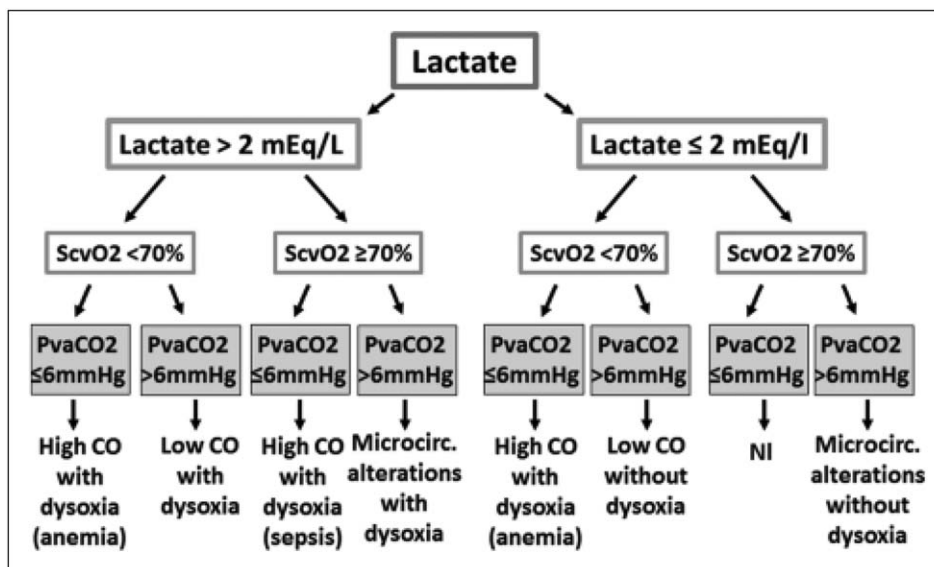 Lactate
Lactate > 2 mEq/L
Lactate ≤ 2 mEq/l
ScvO2 <70%
ScvO2 ≥70%
ScvO2 <70%
ScvO2 ≥70%
PvaCO2
≤6mmHg
PvaCO2
>6mmHg
PvaCO2
≤6mmHg
PvaCO2
>6mmHg
PvaCO2
≤6mmHg
PvaCO2
>6mmHg
PvaCO2
≤6mmHg
PvaCO2
>6mmHg
High CO
with
dysoxia
(anemia)
Low CO
with
dysoxia
High CO
with
dysoxia
(sepsis)
Microcirc.
alterations
with
dysoxia
High CO
with
dysoxia
(anemia)
Low CO
without
dysoxia
Nl
Microcirc.
alterations
without
dysoxia